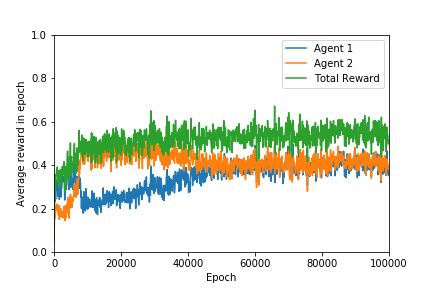 1.0
0.8
0.6
0.4
0.2
0.0
Average reward in epoch
Agent 1
Agent 2
Total Reward
0 20000 40000 60000 80000 100000
Epoch